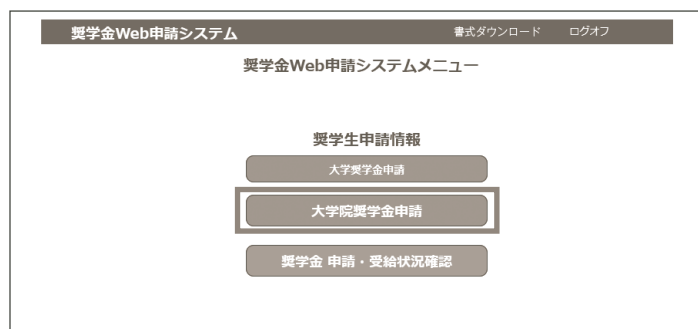 奨学金Web申請システム 書式ダウンロード ログオフ
奨学金Web申請システムメニュー
奨学生申請情報
大学奨学金申請
大学院奨学金申請
奨学金 申請・受給状況確認